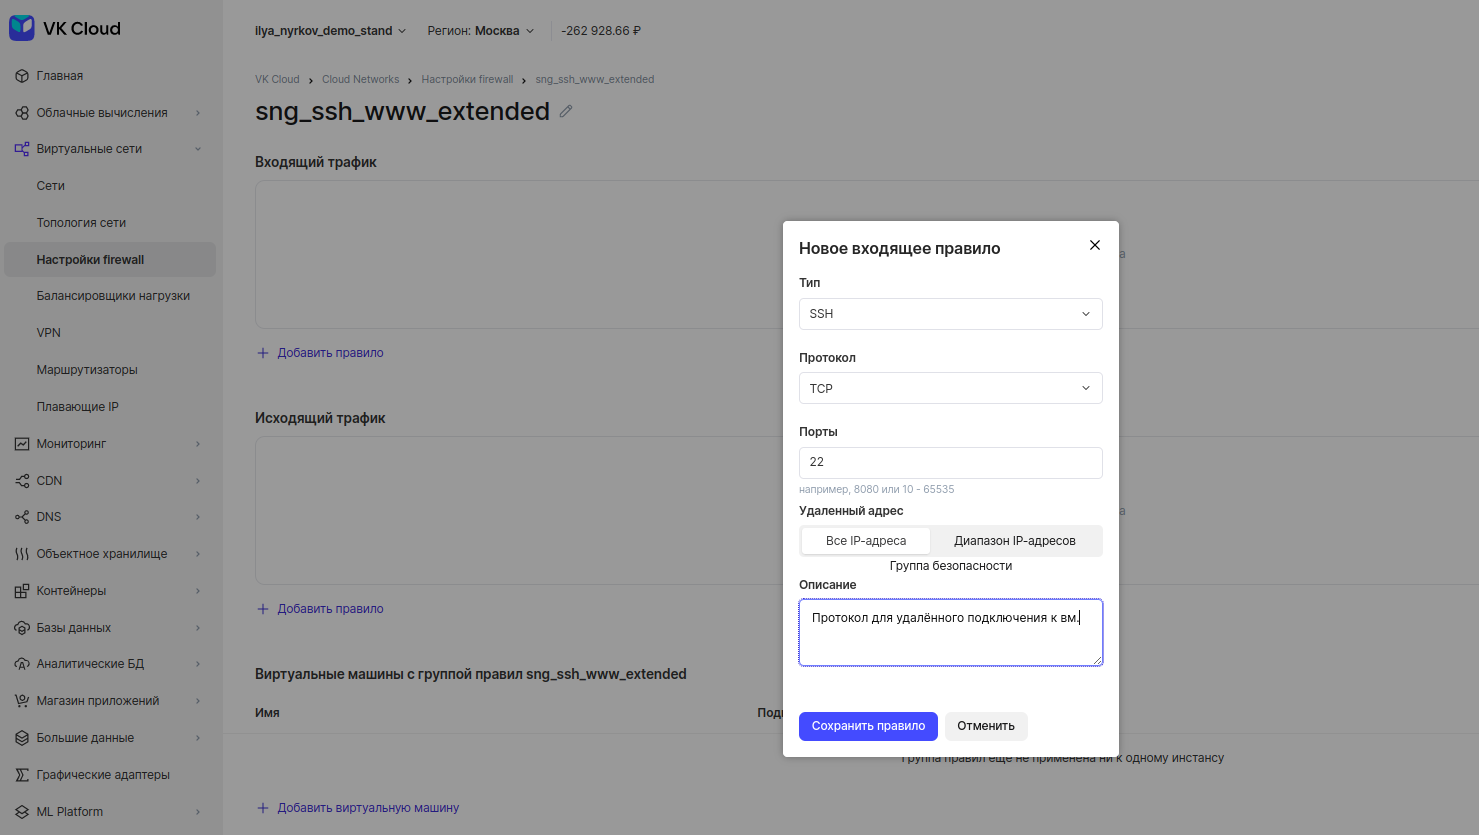 VK Cloud
ilya_nyrkov_demo_stand
Регион: Москва
-262 928.66 ₽
Главная
Облачные вычисления
Виртуальные сети
Сети
Топология сети
Настройки firewall
Балансировщики нагрузки
VPN
Маршрутизаторы
Плавающие IP
Мониторинг
CDN
DNS
Объектное хранилище
Контейнеры
Базы данных
Аналитические БД
Магазин приложений
Большие данные
Графические адаптеры
ML Platform
VK Cloud › Cloud Networks › Настройки firewall › sng_ssh_www_extended
sng_ssh_www_extended
Входящий трафик
Добавить правило
Исходящий трафик
Добавить правило
Виртуальные машины с группой правил sng_ssh_www_extended
Имя
Группа правил еще не применена ни к одному инстансу
Добавить виртуальную машину
Новое входящее правило
Тип
SSH
Протокол
TCP
Порты
22
например, 8080 или 10 - 65535
Удаленный адрес
Все IP-адреса
Диапазон IP-адресов
Группа безопасности
Описание
Протокол для удалённого подключения к вм.
Сохранить правило
Отменить